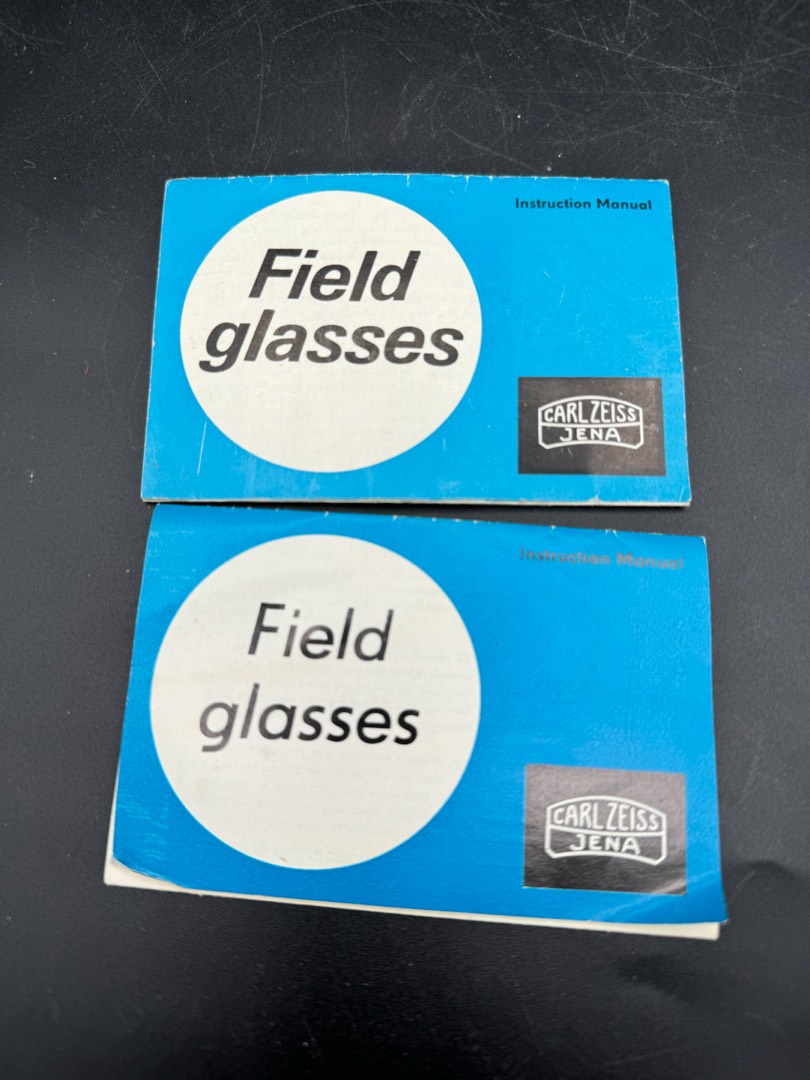 Instruction Manual
Field
glasses
CARL ZEISS
JENA
Instruction Manual
Field
glasses
CARL ZEISS
JENA